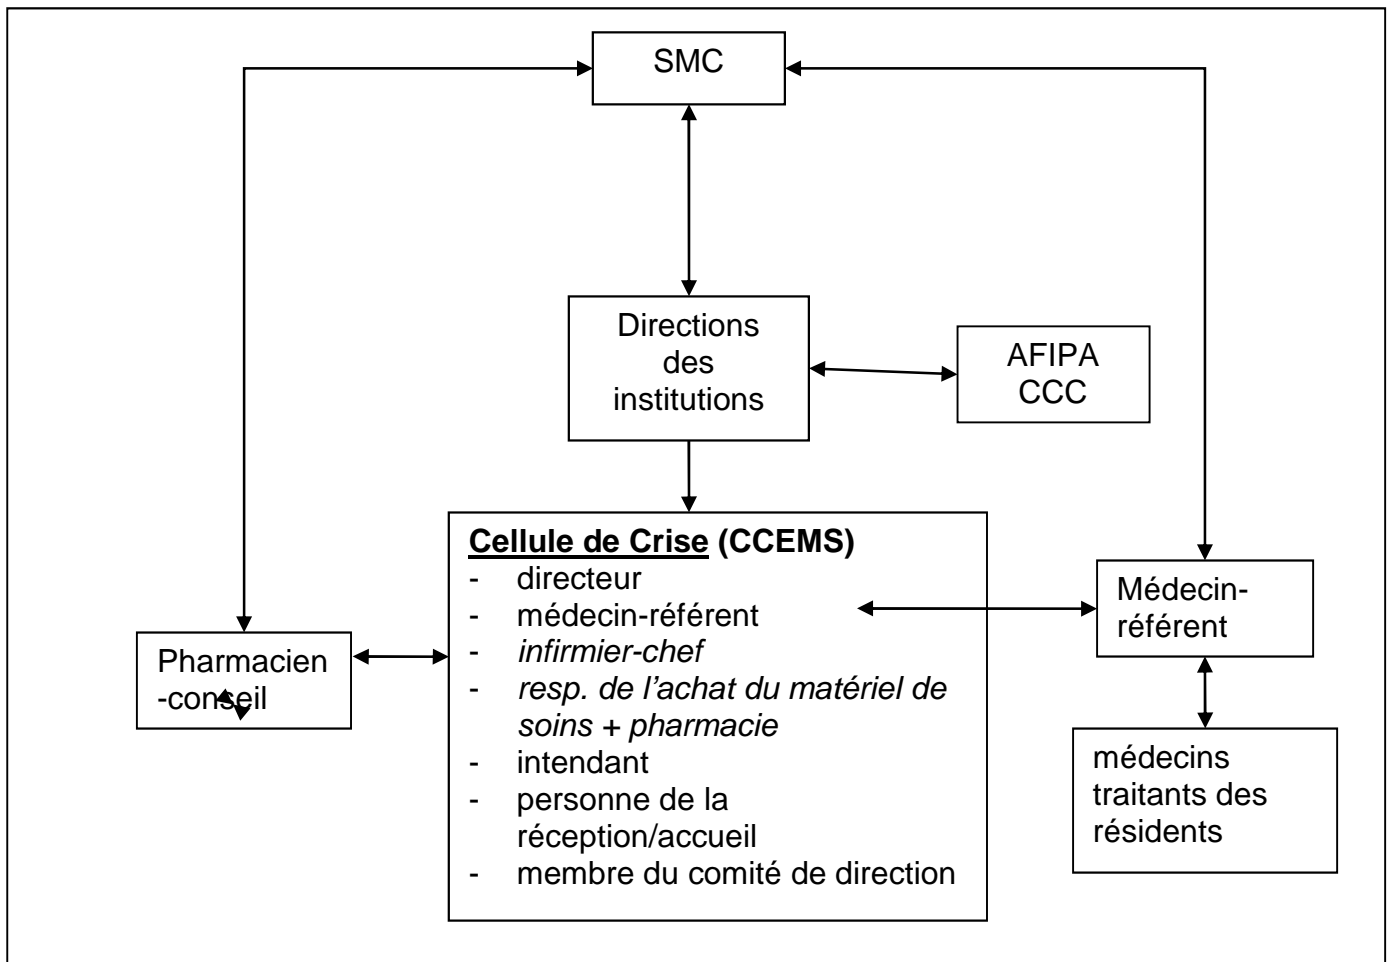 SMC
Directions
des
institutions
AFIPA
CCC
Cellule de Crise (CCEMS)
- directeur
- médecin-référent
- infirmier-chef
- resp. de l’achat du matériel de
soins + pharmacie
- intendant
- personne de la
réception/accueil
- membre du comité de direction
Pharmacien
-conseil
Médecin-
référent
médecins
traitants des
résidents